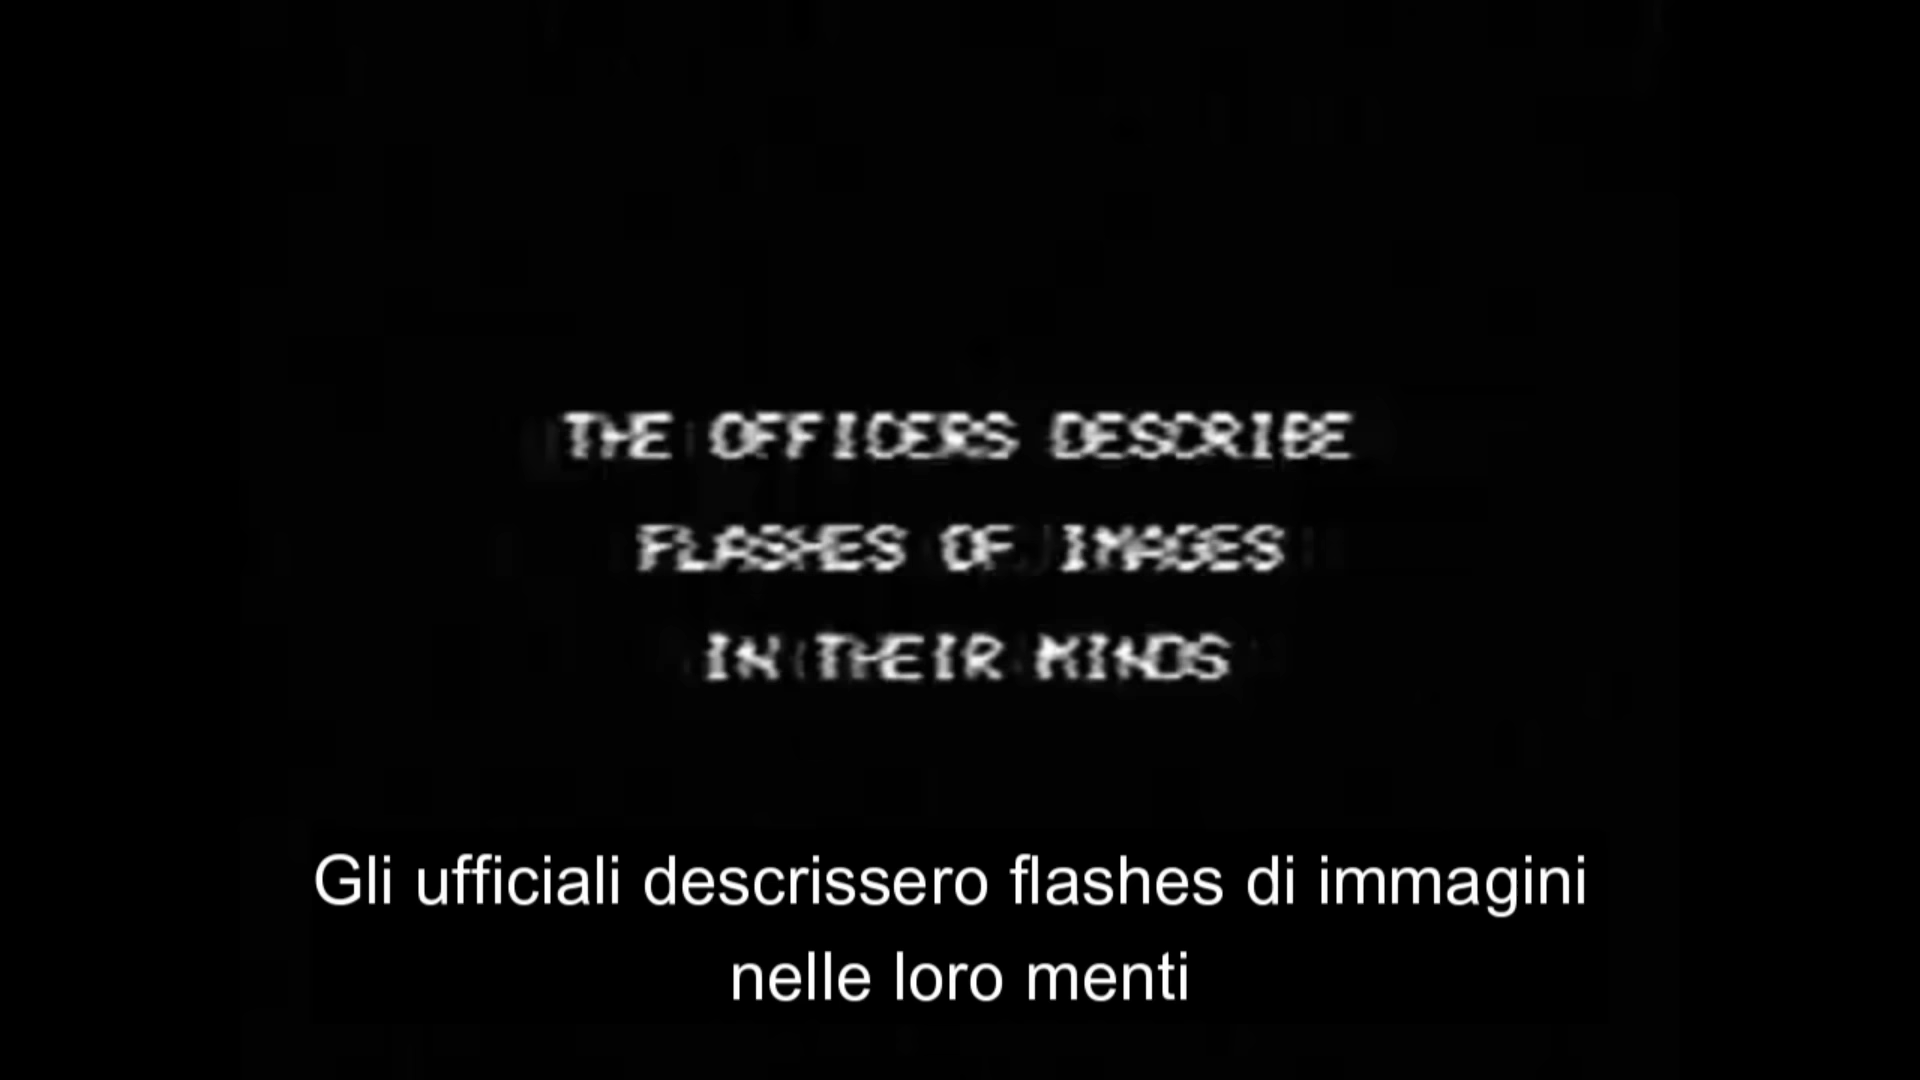 THE OFFICERS DESCRIBE
FLASHES OF IMAGES
IN THEIR MINDS
Gli ufficiali descrissero flashes di immagini
nelle loro menti